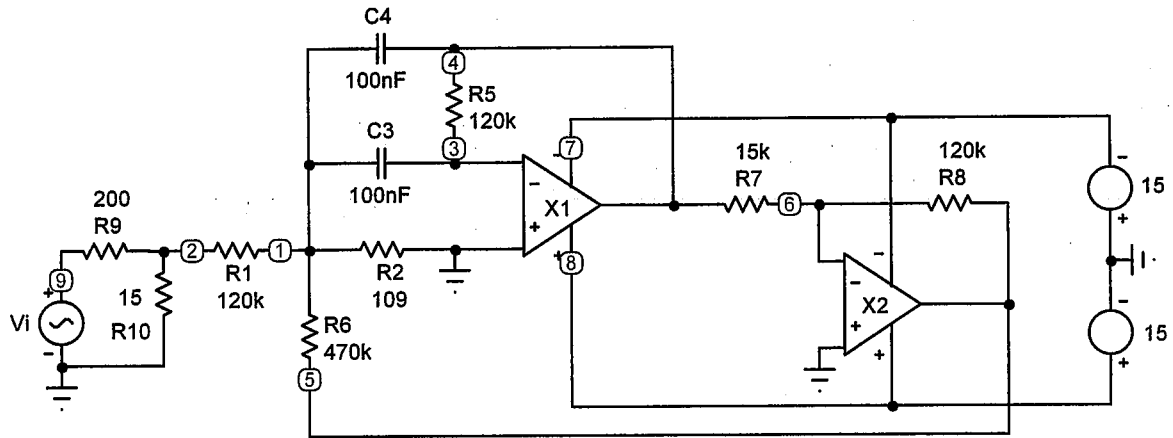 C4
100nF
4
R5
120k
C3
3
100nF
7
-
15k
R7
6
120k
R8
-
15
+
-
X1
+
200
R9
2
R1
120k
1
R2
109
+
8
9
+
Vi
-
15
R10
R6
470k
5
-
-
X2
+
+
-
15
+